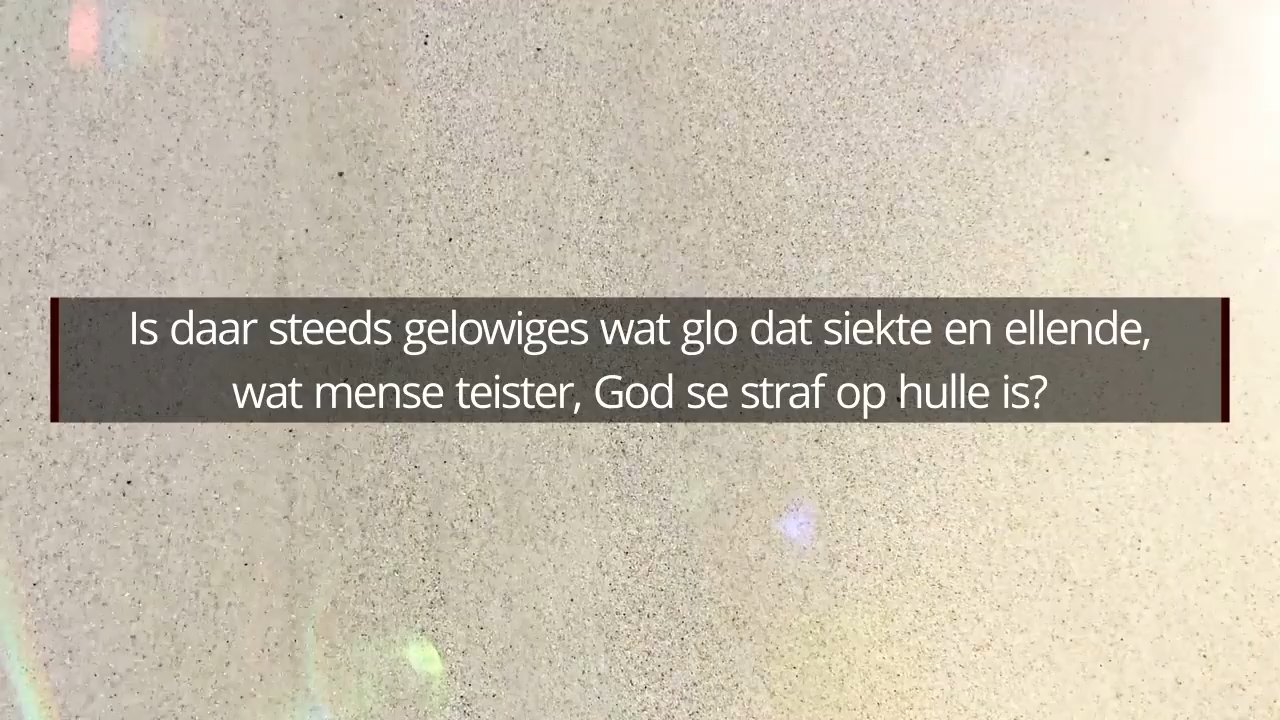 Is daar steeds gelowiges wat glo dat siekte en ellende,
wat mense teister, God se straf op hulle is?